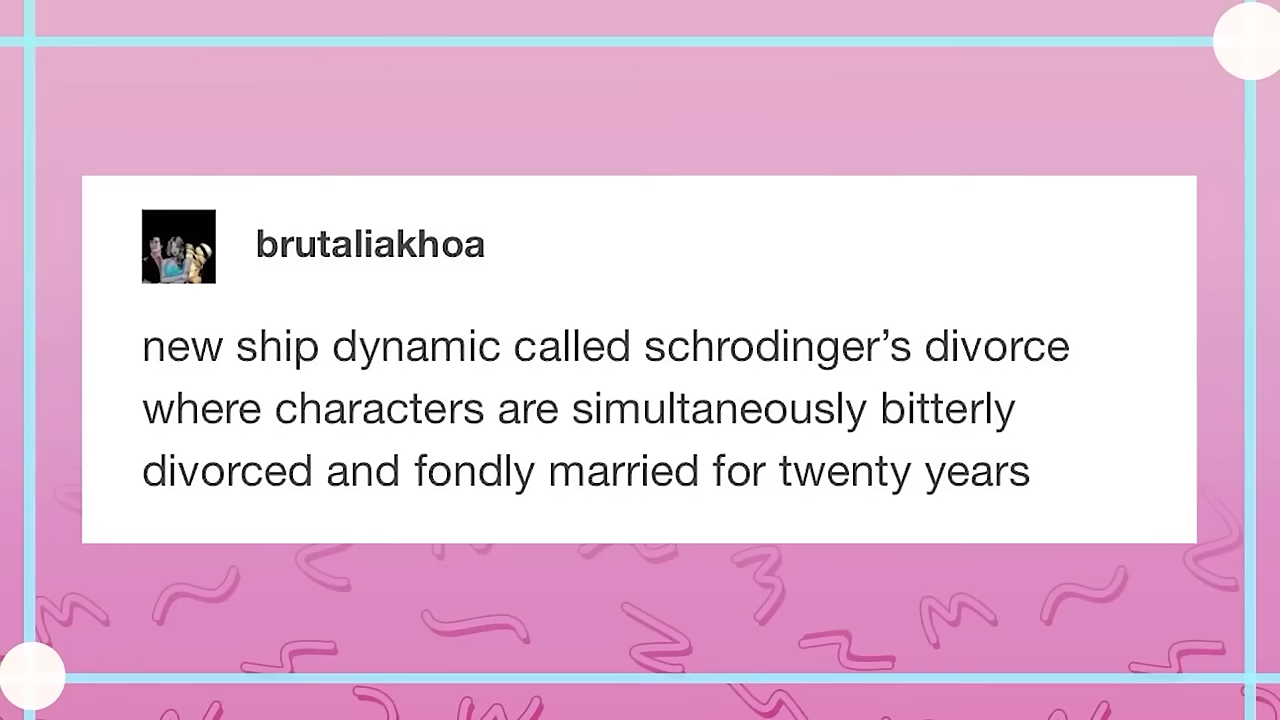 brutaliakhoa
new ship dynamic called schrodinger’s divorce
where characters are simultaneously bitterly
divorced and fondly married for twenty years